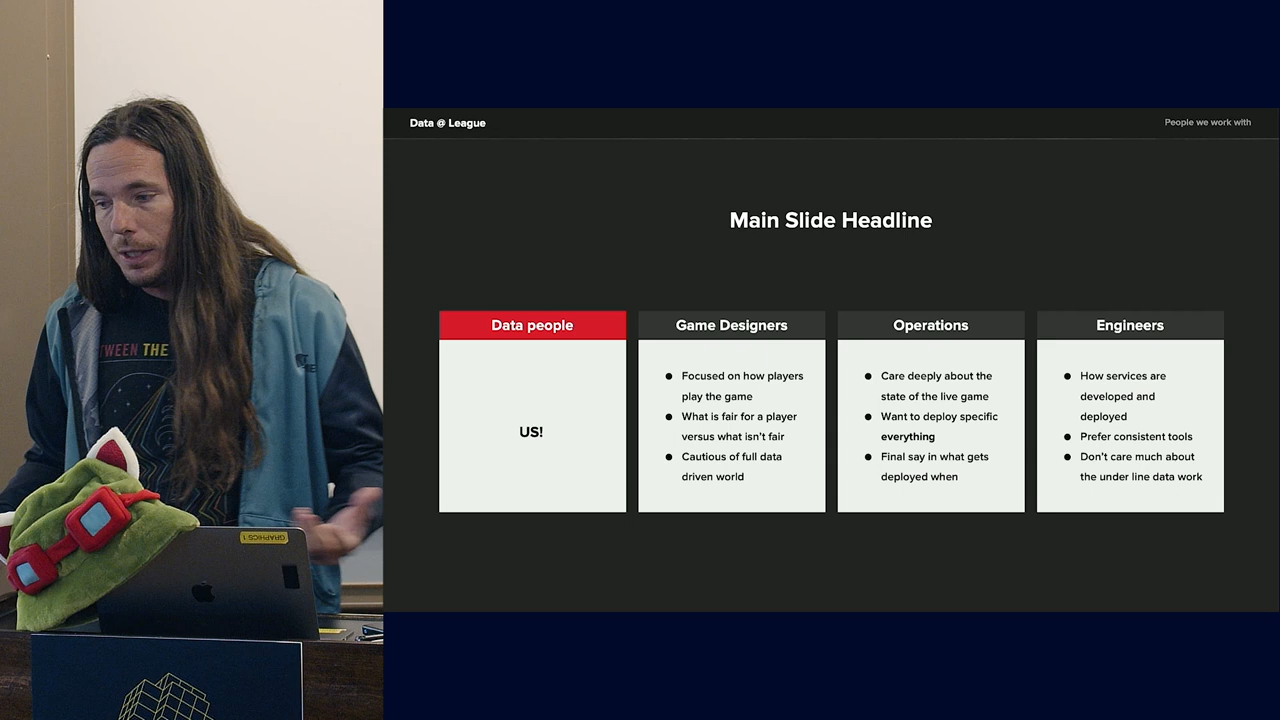 Data @ League
People we work with
Main Slide Headline
Data people
US!
Game Designers
Focused on how players
play the game
What is fair for a player
versus what isn't fair
Cautious of full data
driven world
Operations
Care deeply about the
state of the live game
Want to deploy specific
everything
Final say in what gets
deployed when
Engineers
How services are
developed and
deployed
Prefer consistent tools
Don't care much about
the under line data work
TWEEN THE
GRAPHICS 1